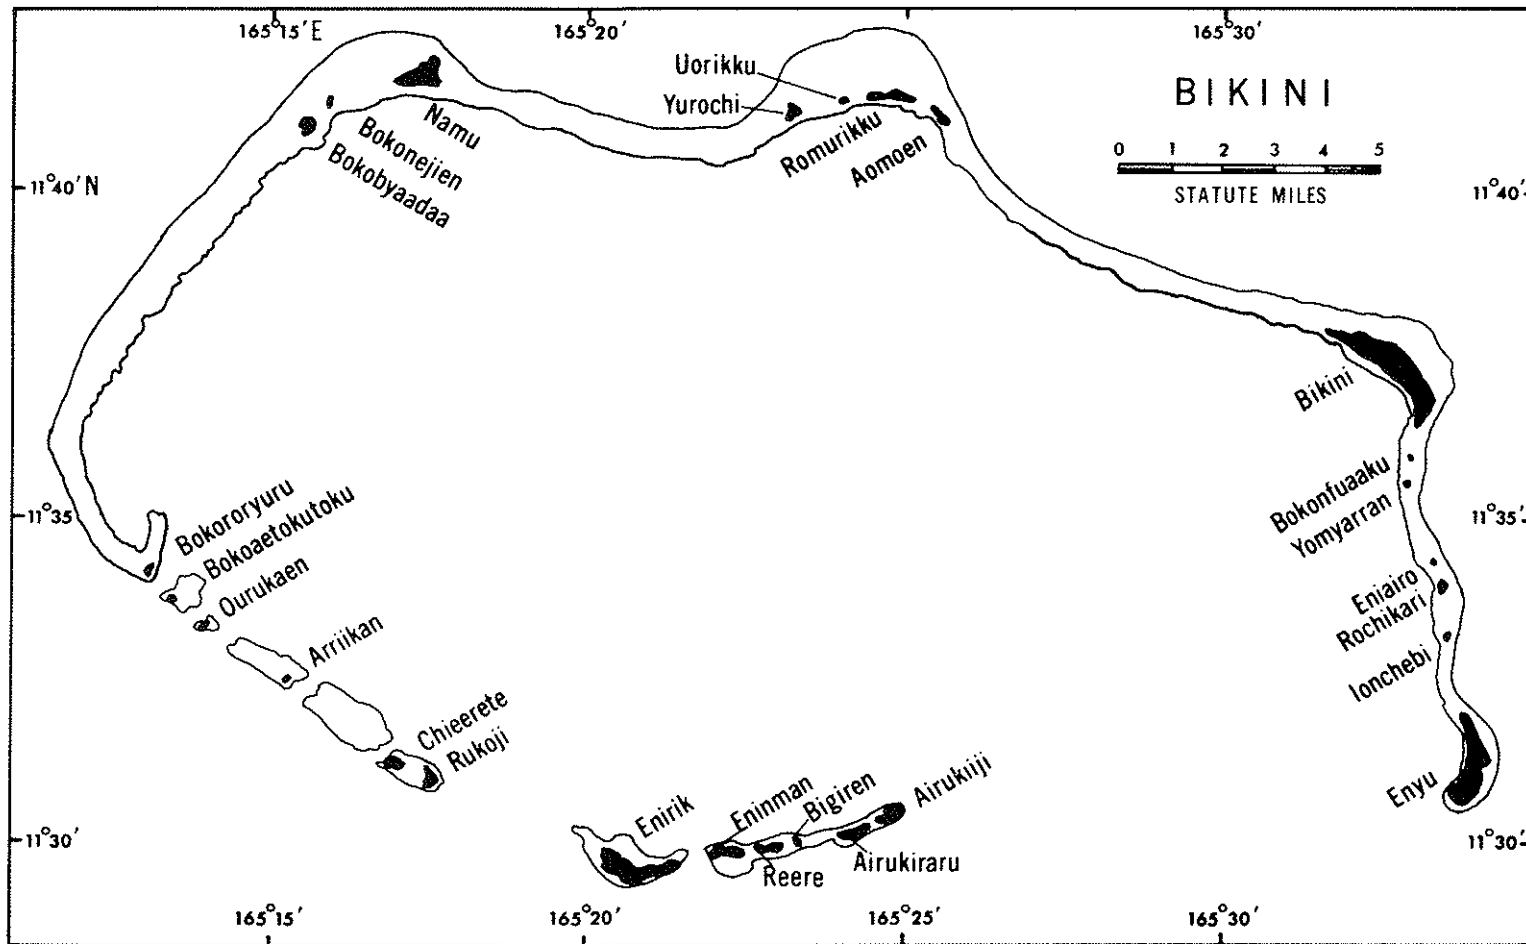 165°15′E 165°20′ 165°25′ 165°30′
BIKINI
0 1 2 3 4 5
STATUTE MILES
11°40′N
11°40′
Uorikku
Yurochi
Romurikku
Aomoen
Namu
Bokonejien
Bokobyaadaa
Bikini
Bokonfuaaku
Yomyarran
11°35′
11°35′
Bokororyuru
Bokoaetokutoku
Ourukaen
Arriikan
Chieerete
Rukoji
Eniairo
Rochikari
Ionchebi
Enyu
Enirik
Eninman
Bigiren
Airukiiji
Reere
Airukiraru
11°30′
11°30′
165°15′ 165°20′ 165°25′ 165°30′